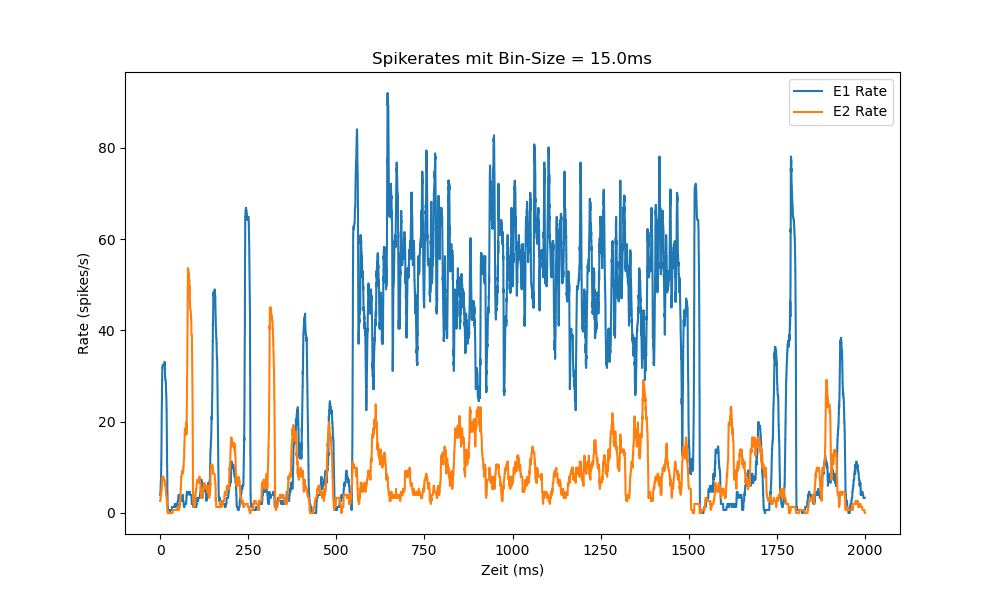 Spikerates mit Bin-Size = 15.0ms
E1 Rate
E2 Rate
Rate (spikes/s)
80
60
40
20
0
0 250 500 750 1000 1250 1500 1750 2000
Zeit (ms)